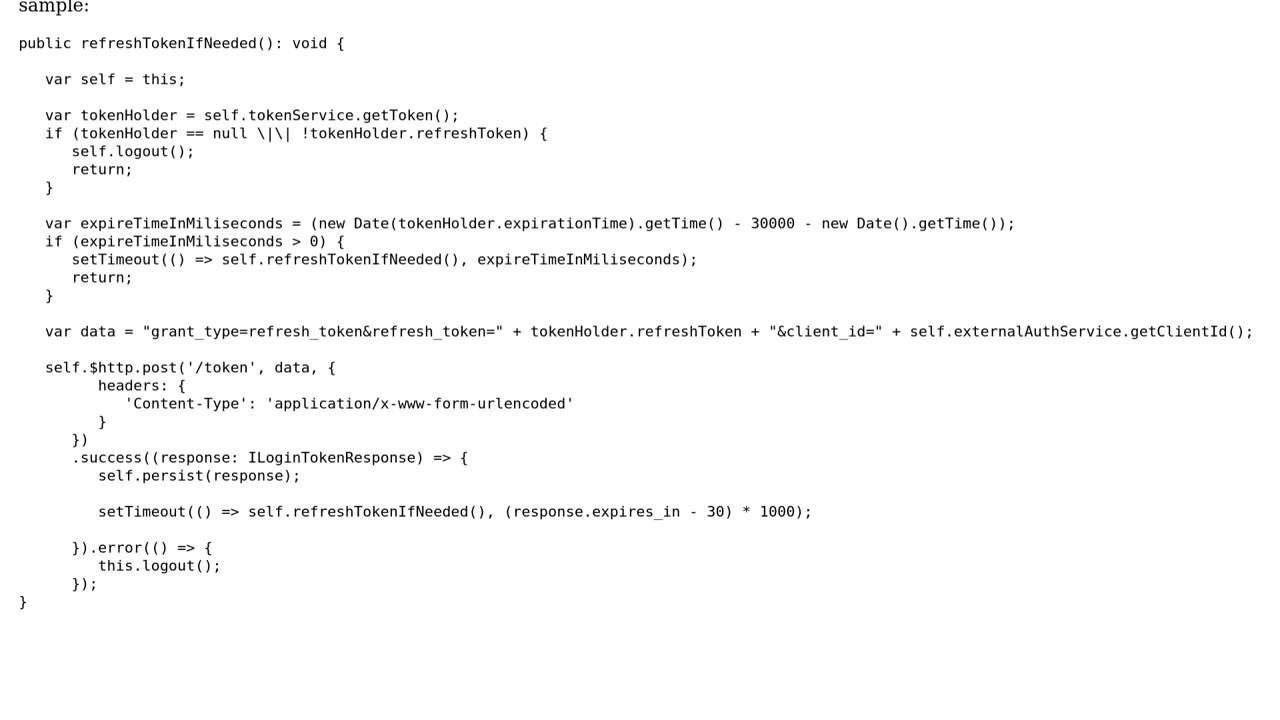 sample:
public refreshTokenIfNeeded(): void {
var self = this;
var tokenHolder = self.tokenService.getToken();
if (tokenHolder == null \|\| !tokenHolder.refreshToken) {
self.logout();
return;
}
var expireTimeInMiliseconds = (new Date(tokenHolder.expirationTime).getTime() - 30000 - new Date().getTime());
if (expireTimeInMiliseconds > 0) {
setTimeout(() => self.refreshTokenIfNeeded(), expireTimeInMiliseconds);
return;
}
var data = "grant_type=refresh_token&refresh_token=" + tokenHolder.refreshToken + "&client_id=" + self.externalAuthService.getClientId();
self.$http.post('/token', data, {
headers: {
'Content-Type': 'application/x-www-form-urlencoded'
}
})
.success((response: ILoginTokenResponse) => {
self.persist(response);
setTimeout(() => self.refreshTokenIfNeeded(), (response.expires_in - 30) * 1000);
}).error(() => {
this.logout();
});
}